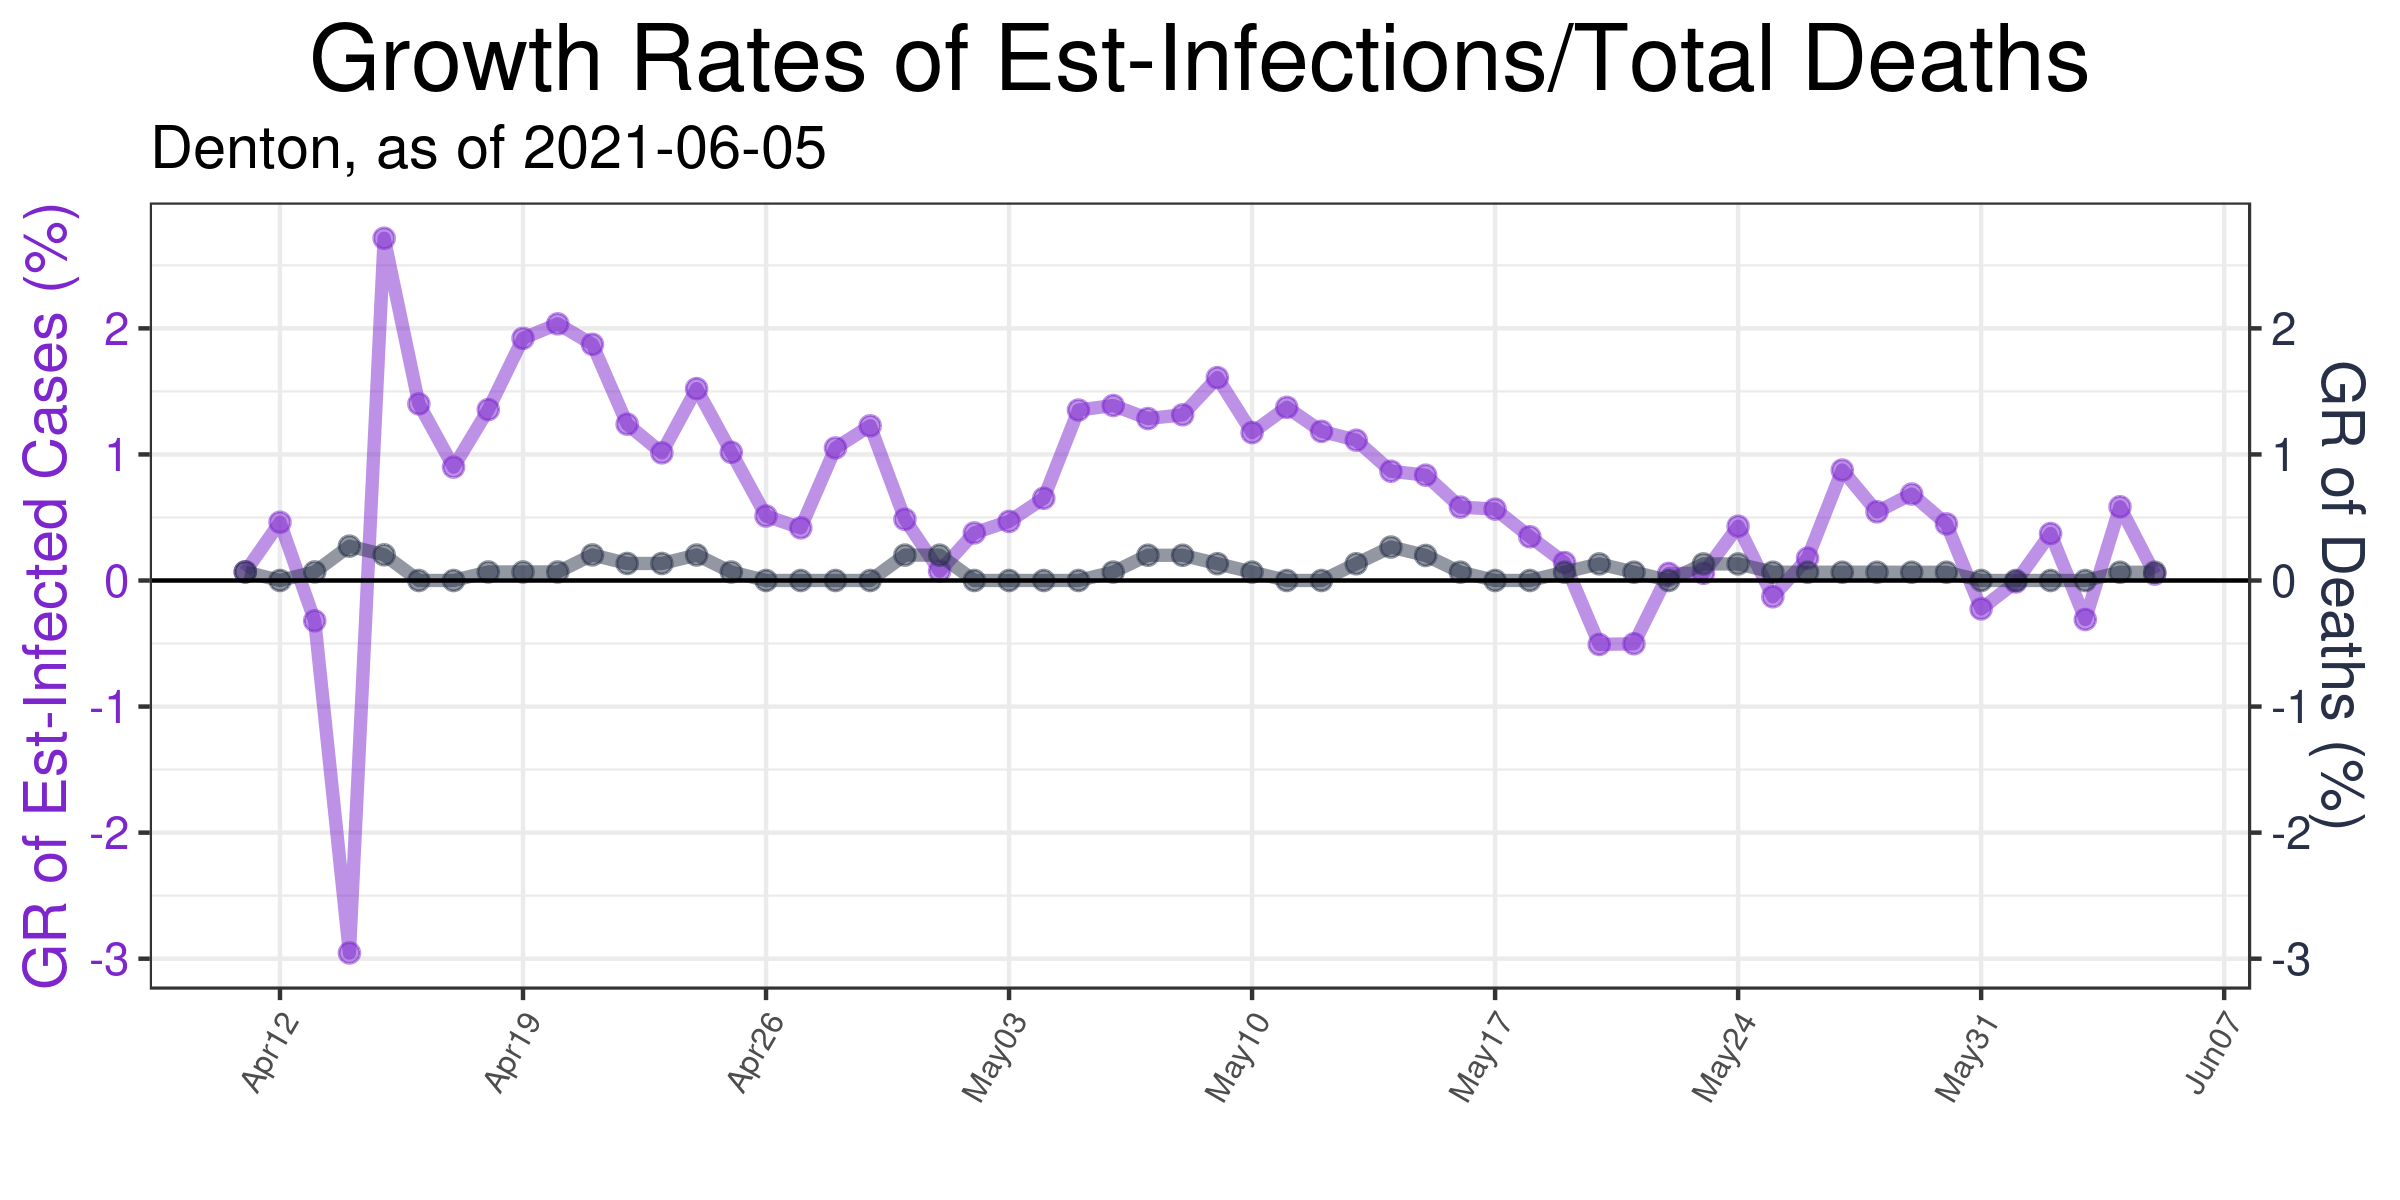 Growth Rates of Est-Infections/Total Deaths
Denton, as of 2021-06-05
GR of Est-Infected Cases (%)
2
1
0
-1
-2
-3
2
1
0
-1
-2
-3
GR of Deaths (%)
Apr12
Apr19
Apr26
May03
May10
May17
May24
May31
Jun07